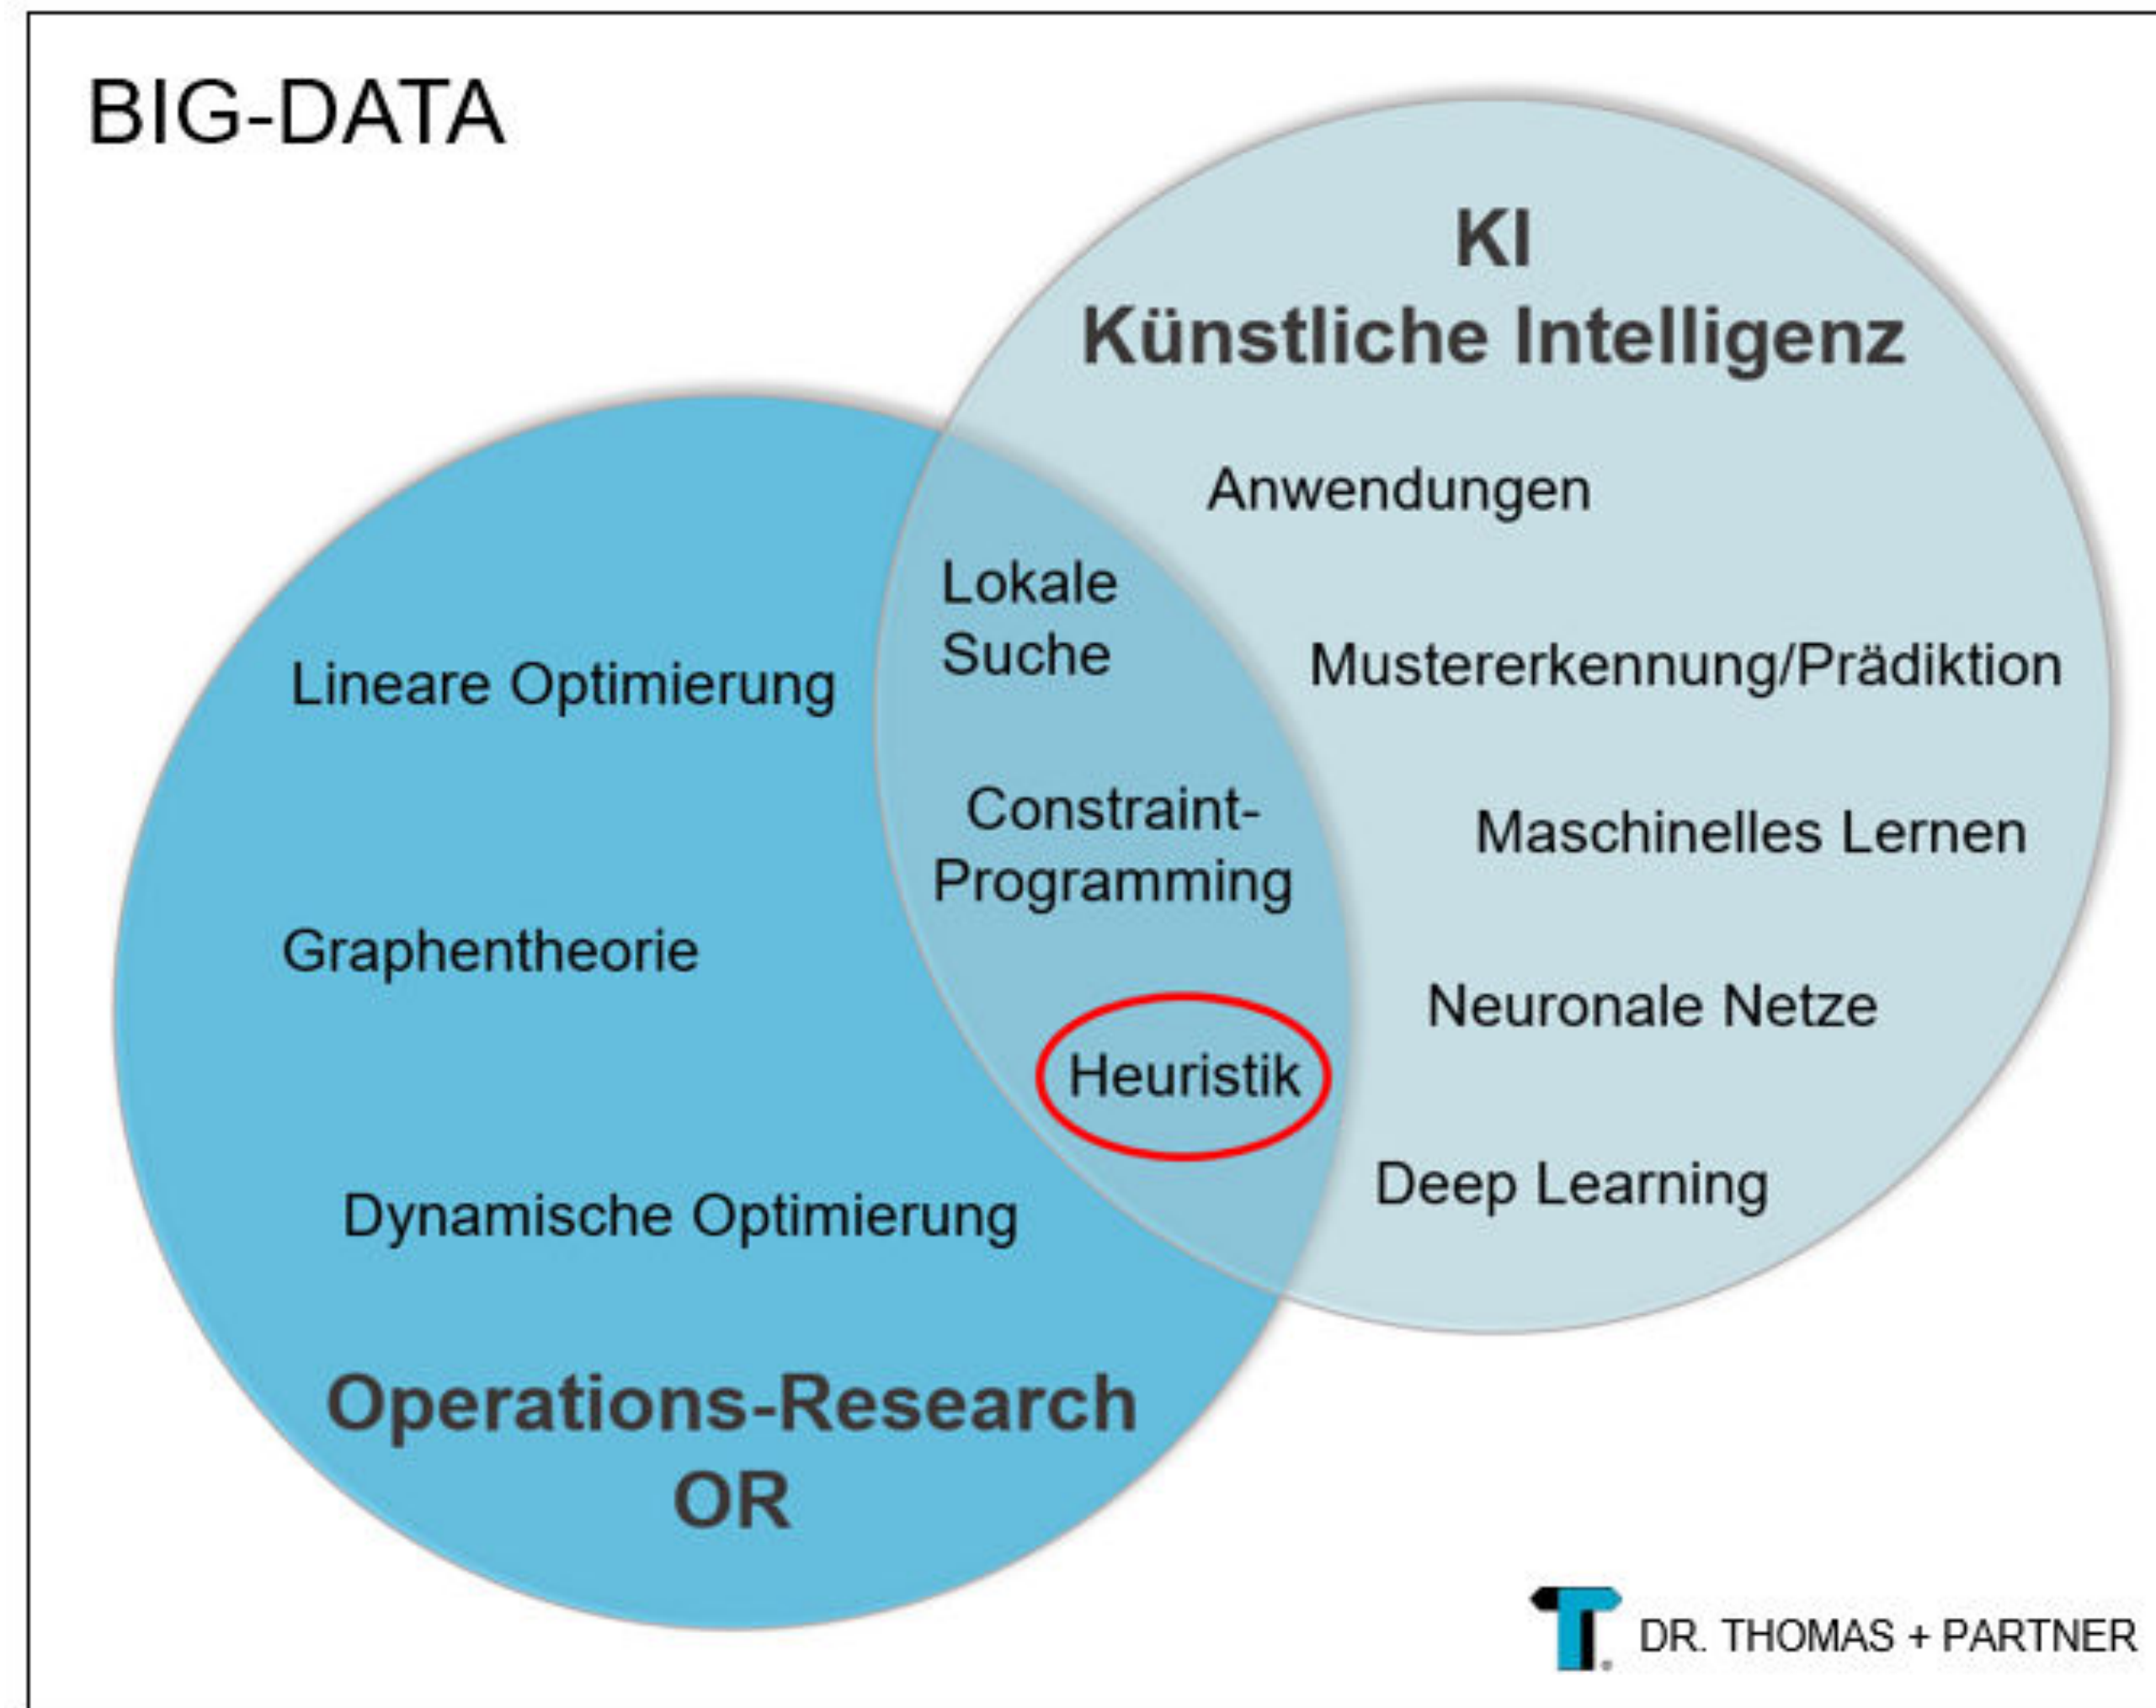 BIG-DATA
KI
Künstliche Intelligenz
Anwendungen
Lokale
Suche
Mustererkennung/Prädiktion
Lineare Optimierung
Constraint-
Programming
Maschinelles Lernen
Graphentheorie
Neuronale Netze
Heuristik
Deep Learning
Dynamische Optimierung
Operations-Research
OR
DR. THOMAS + PARTNER